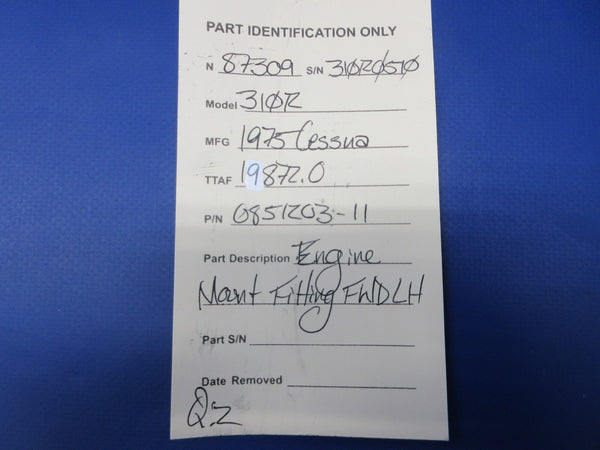 PART IDENTIFICATION ONLY
N 87309 S/N 310R0510
Model 310R
MFG 1975 Cessna
TTAF 19872.0
P/N 0851203-11
Part Description Engine
Mount Fitting FWD LH
Part S/N
Date Removed
Q:2